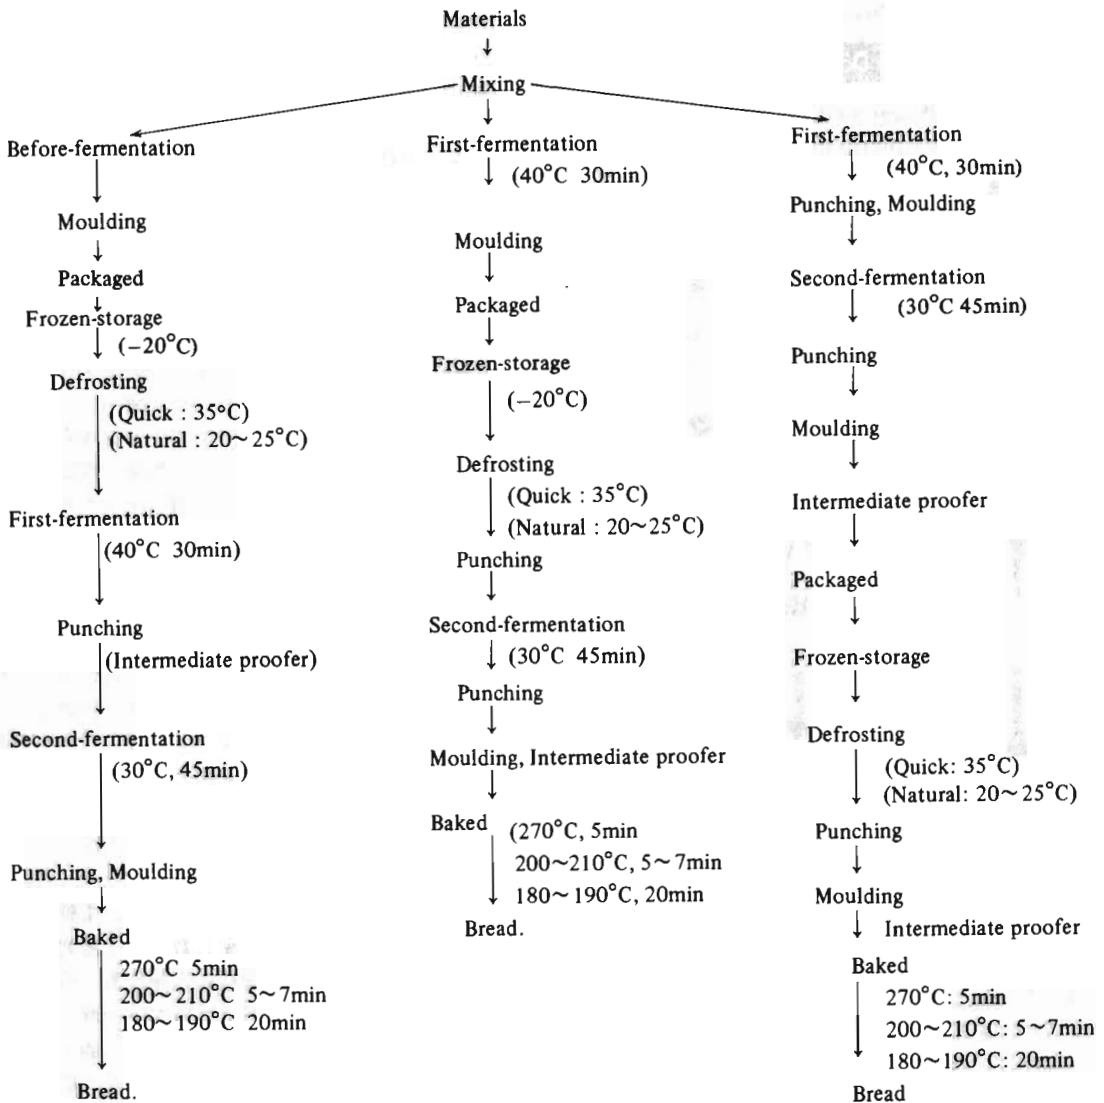 Materials
Mixing
Before-fermentation
Moulding
Packaged
Frozen-storage
(−20°C)
Defrosting
(Quick : 35°C)
(Natural : 20~25°C)
First-fermentation
(40°C 30min)
Punching
(Intermediate proofer)
Second-fermentation
(30°C, 45min)
Punching, Moulding
Baked
270°C 5min
200~210°C 5~7min
180~190°C 20min
Bread.
First-fermentation
(40°C 30min)
Moulding
Packaged
Frozen-storage
(−20°C)
Defrosting
(Quick : 35°C)
(Natural : 20~25°C)
Punching
Second-fermentation
(30°C 45min)
Punching
Moulding, Intermediate proofer
Baked (270°C, 5min
200~210°C, 5~7min
180~190°C, 20min
Bread.
First-fermentation
(40°C, 30min)
Punching, Moulding
Second-fermentation
(30°C 45min)
Punching
Moulding
Intermediate proofer
Packaged
Frozen-storage
Defrosting
(Quick: 35°C)
(Natural: 20~25°C)
Punching
Moulding
Intermediate proofer
Baked
270°C: 5min
200~210°C: 5~7min
180~190°C: 20min
Bread